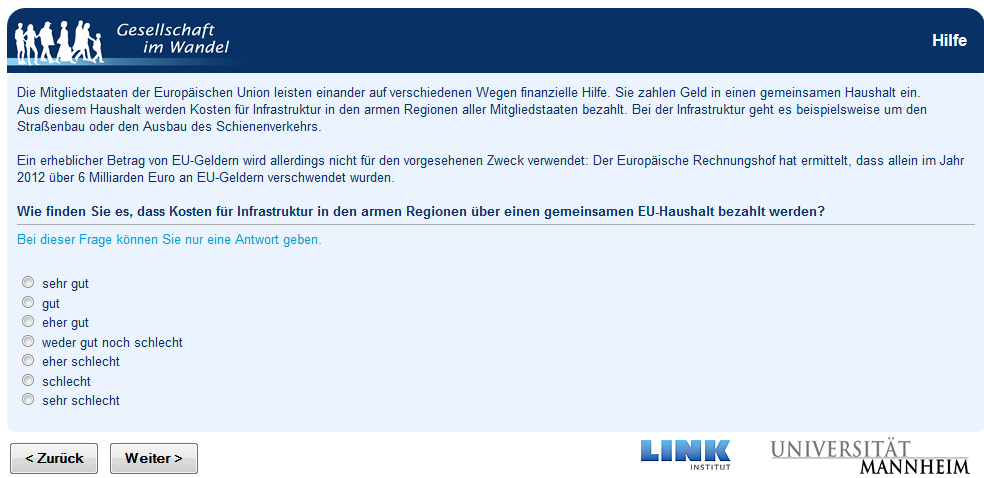 Gesellschaft
im Wandel
Hilfe
Die Mitgliedstaaten der Europäischen Union leisten einander auf verschiedenen Wegen finanzielle Hilfe. Sie zahlen Geld in einen gemeinsamen Haushalt ein.
Aus diesem Haushalt werden Kosten für Infrastruktur in den armen Regionen aller Mitgliedstaaten bezahlt. Bei der Infrastruktur geht es beispielsweise um den
Straßenbau oder den Ausbau des Schienenverkehrs.
Ein erheblicher Betrag von EU-Geldern wird allerdings nicht für den vorgesehenen Zweck verwendet: Der Europäische Rechnungshof hat ermittelt, dass allein im Jahr
2012 über 6 Milliarden Euro an EU-Geldern verschwendet wurden.
Wie finden Sie es, dass Kosten für Infrastruktur in den armen Regionen über einen gemeinsamen EU-Haushalt bezahlt werden?
Bei dieser Frage können Sie nur eine Antwort geben.
sehr gut
gut
eher gut
weder gut noch schlecht
eher schlecht
schlecht
sehr schlecht
< Zurück
Weiter >
LINK
INSTITUT
UNIVERSITÄT
MANNHEIM